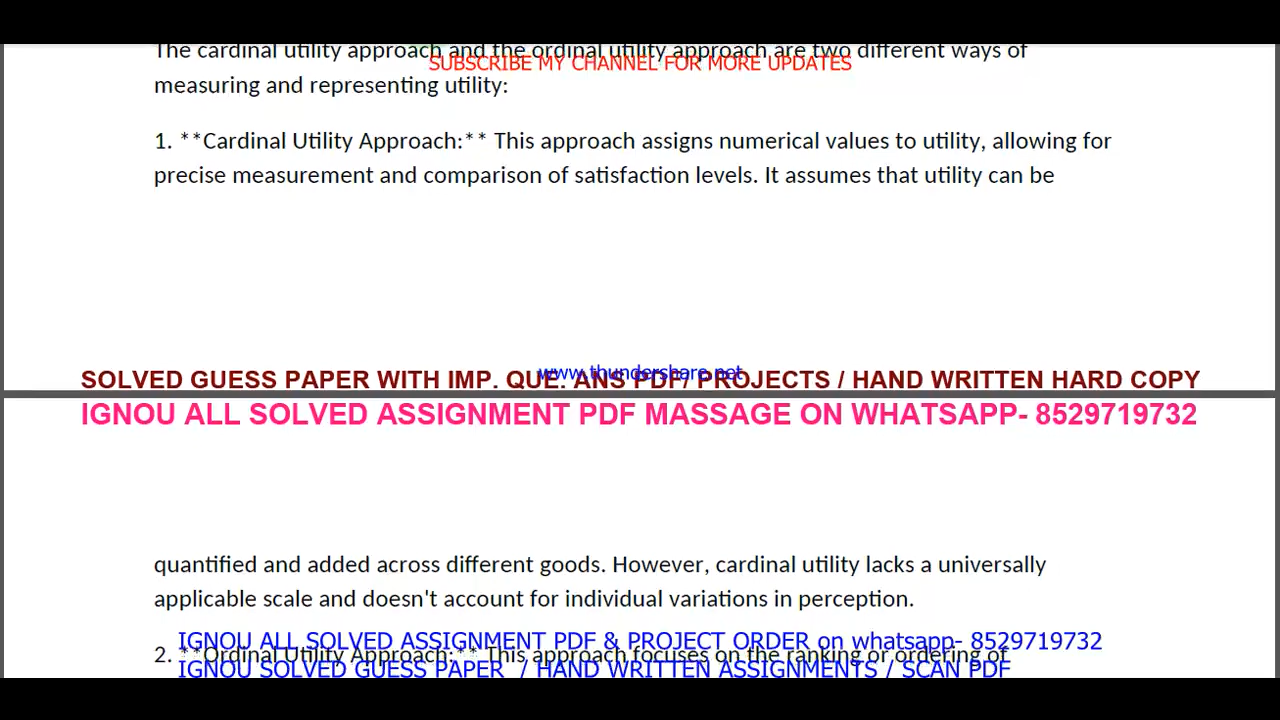 The cardinal utility approach and the ordinal utility approach are two different ways of
SUBSCRIBE MY CHANNEL FOR MORE UPDATES
measuring and representing utility:
1. **Cardinal Utility Approach:** This approach assigns numerical values to utility, allowing for
precise measurement and comparison of satisfaction levels. It assumes that utility can be
www.thundershare.net
SOLVED GUESS PAPER WITH IMP. QUE. ANS PDF/ PROJECTS / HAND WRITTEN HARD COPY
IGNOU ALL SOLVED ASSIGNMENT PDF MASSAGE ON WHATSAPP- 8529719732
quantified and added across different goods. However, cardinal utility lacks a universally
applicable scale and doesn't account for individual variations in perception.
IGNOU ALL SOLVED ASSIGNMENT PDF & PROJECT ORDER on whatsapp- 8529719732
2. **Ordinal Utility Approach:** This approach focuses on the ranking or ordering of
IGNOU SOLVED GUESS PAPER / HAND WRITTEN ASSIGNMENTS / SCAN PDF